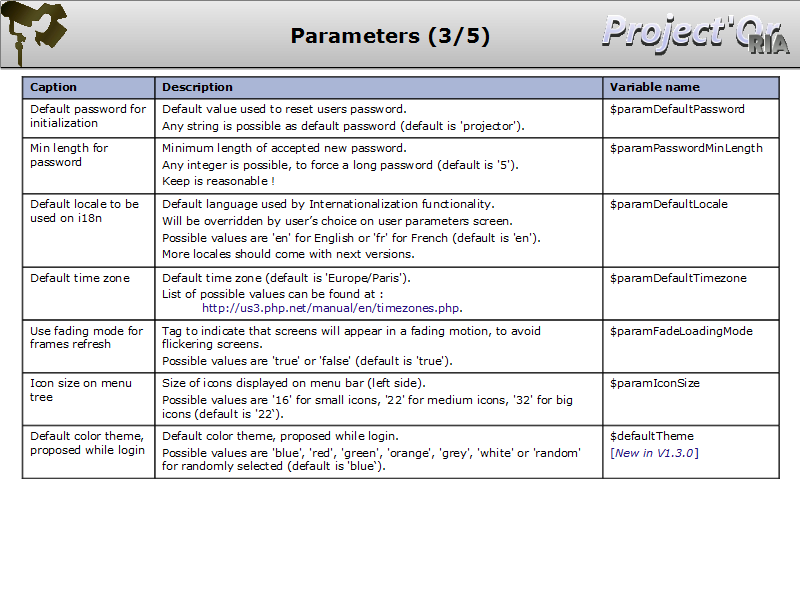 Parameters (3/5)
Project'Or
RIA
Caption Description Variable name
Default password for
initialization
Default value used to reset users password.
Any string is possible as default password (default is 'projector').
$paramDefaultPassword
Min length for
password
Minimum length of accepted new password.
Any integer is possible, to force a long password (default is '5').
Keep is reasonable !
$paramPasswordMinLength
Default locale to be
used on i18n
Default language used by Internationalization functionality.
Will be overridden by user’s choice on user parameters screen.
Possible values are 'en' for English or 'fr' for French (default is 'en').
More locales should come with next versions.
$paramDefaultLocale
Default time zone
Default time zone (default is 'Europe/Paris').
List of possible values can be found at :
http://us3.php.net/manual/en/timezones.php.
$paramDefaultTimezone
Use fading mode for
frames refresh
Tag to indicate that screens will appear in a fading motion, to avoid
flickering screens.
Possible values are 'true' or 'false' (default is 'true').
$paramFadeLoadingMode
Icon size on menu
tree
Size of icons displayed on menu bar (left side).
Possible values are '16' for small icons, '22' for medium icons, '32' for big
icons (default is '22‘).
$paramIconSize
Default color theme,
proposed while login
Default color theme, proposed while login.
Possible values are 'blue', 'red', 'green', 'orange', 'grey', 'white' or 'random'
for randomly selected (default is 'blue‘).
$defaultTheme
[New in V1.3.0]